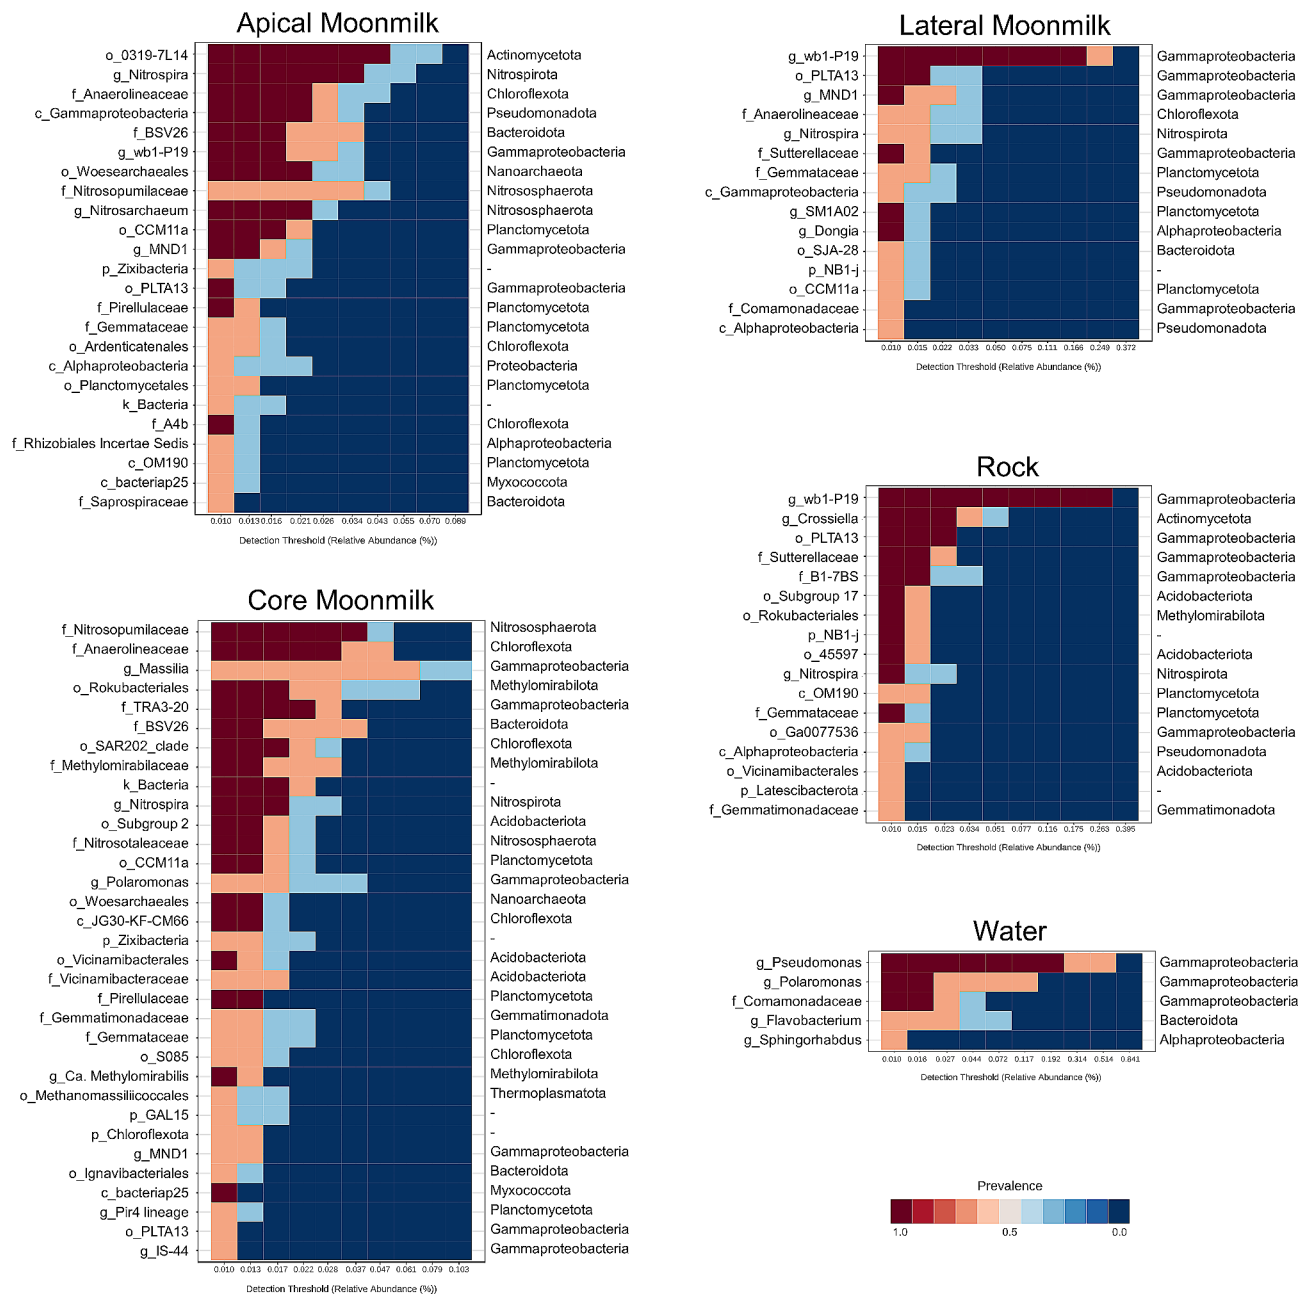 Apical Moonmilk
o_0319-7L14 Actinomycetota
g_Nitrospira Nitrospirota
f_Anaerolineaceae Chloroflexota
c_Gammaproteobacteria Pseudomonadota
f_BSV26 Bacteroidota
g_wb1-P19 Gammaproteobacteria
o_Woesearchaeales Nanoarchaeota
f_Nitrosopumilaceae Nitrososphaerota
g_Nitrosarchaeum Nitrososphaerota
o_CCM11a Planctomycetota
g_MND1 Gammaproteobacteria
p_Zixibacteria -
o_PLTA13 Gammaproteobacteria
f_Pirellulaceae Planctomycetota
f_Gemmataceae Planctomycetota
o_Ardenticatenales Chloroflexota
c_Alphaproteobacteria Proteobacteria
o_Planctomycetales Planctomycetota
k_Bacteria -
f_A4b Chloroflexota
f_Rhizobiales Incertae Sedis Alphaproteobacteria
c_OM190 Planctomycetota
c_bacteriap25 Myxococcota
f_Saprospiraceae Bacteroidota
0.010 0.013 0.016 0.021 0.026 0.034 0.043 0.055 0.070 0.089
Detection Threshold (Relative Abundance (%))
Core Moonmilk
f_Nitrosopumilaceae Nitrososphaerota
f_Anaerolineaceae Chloroflexota
g_Massilia Gammaproteobacteria
o_Rokubacteriales Methylomirabilota
f_TRA3-20 Gammaproteobacteria
f_BSV26 Bacteroidota
o_SAR202_clade Chloroflexota
f_Methylomirabilaceae Methylomirabilota
k_Bacteria -
g_Nitrospira Nitrospirota
o_Subgroup 2 Acidobacteriota
f_Nitrosotaleaceae Nitrososphaerota
o_CCM11a Planctomycetota
g_Polaromonas Gammaproteobacteria
o_Woesarchaeales Nanoarchaeota
c_JG30-KF-CM66 Chloroflexota
p_Zixibacteria -
o_Vicinamibacterales Acidobacteriota
f_Vicinamibacteraceae Acidobacteriota
f_Pirellulaceae Planctomycetota
f_Gemmatimonadaceae Gemmatimonadota
f_Gemmataceae Planctomycetota
o_S085 Chloroflexota
g_Ca. Methylomirabilis Methylomirabilota
o_Methanomassiliicoccales Thermoplasmatota
p_GAL15 -
p_Chloroflexota -
g_MND1 Gammaproteobacteria
o_Ignavibacteriales Bacteroidota
c_bacteriap25 Myxococcota
g_Pir4 lineage Planctomycetota
o_PLTA13 Gammaproteobacteria
g_IS-44 Gammaproteobacteria
0.010 0.013 0.017 0.022 0.028 0.037 0.047 0.061 0.079 0.103
Detection Threshold (Relative Abundance (%))
Lateral Moonmilk
g_wb1-P19 Gammaproteobacteria
o_PLTA13 Gammaproteobacteria
g_MND1 Gammaproteobacteria
f_Anaerolineaceae Chloroflexota
g_Nitrospira Nitrospirota
f_Sutterellaceae Gammaproteobacteria
f_Gemmataceae Planctomycetota
c_Gammaproteobacteria Pseudomonadota
g_SM1A02 Planctomycetota
g_Dongia Alphaproteobacteria
o_SJA-28 Bacteroidota
p_NB1-j -
o_CCM11a Planctomycetota
f_Comamonadaceae Gammaproteobacteria
c_Alphaproteobacteria Pseudomonadota
0.010 0.015 0.022 0.033 0.050 0.075 0.111 0.166 0.249 0.372
Detection Threshold (Relative Abundance (%))
Rock
g_wb1-P19 Gammaproteobacteria
g_Crossiella Actinomycetota
o_PLTA13 Gammaproteobacteria
f_Sutterellaceae Gammaproteobacteria
f_B1-7BS Gammaproteobacteria
o_Subgroup 17 Acidobacteriota
o_Rokubacteriales Methylomirabilota
p_NB1-j -
o_45597 Acidobacteriota
g_Nitrospira Nitrospirota
c_OM190 Planctomycetota
f_Gemmataceae Planctomycetota
o_Ga0077536 Gammaproteobacteria
c_Alphaproteobacteria Pseudomonadota
o_Vicinamibacterales Acidobacteriota
p_Latescibacterota -
f_Gemmatimonadaceae Gemmatimonadota
0.010 0.015 0.023 0.034 0.051 0.077 0.116 0.175 0.263 0.395
Detection Threshold (Relative Abundance (%))
Water
g_Pseudomonas Gammaproteobacteria
g_Polaromonas Gammaproteobacteria
f_Comamonadaceae Gammaproteobacteria
g_Flavobacterium Bacteroidota
g_Sphingorhabdus Alphaproteobacteria
0.010 0.016 0.027 0.044 0.072 0.117 0.192 0.314 0.514 0.841
Detection Threshold (Relative Abundance (%))
Prevalence
1.0 0.5 0.0